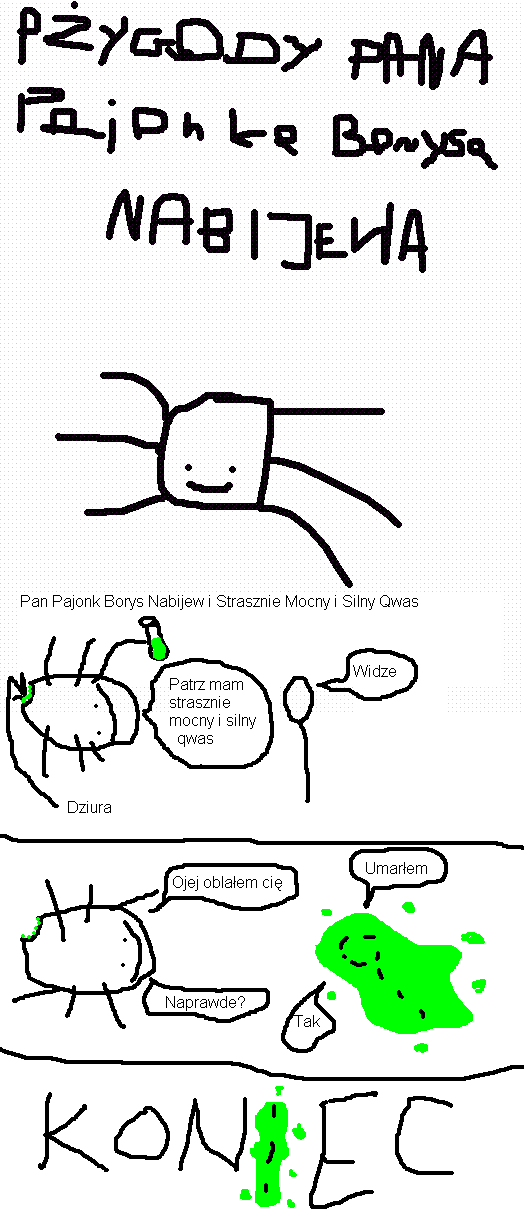 PŻYGODY PANA
Pajonka Borysa
NABIJEWA
Pan Pajonk Borys Nabijew i Strasznie Mocny i Silny Qwas
Patrz mam
strasznie
mocny i silny
qwas
Widze
Dziura
Ojej oblałem cię
Umarłem
Naprawde?
Tak
KONIEC